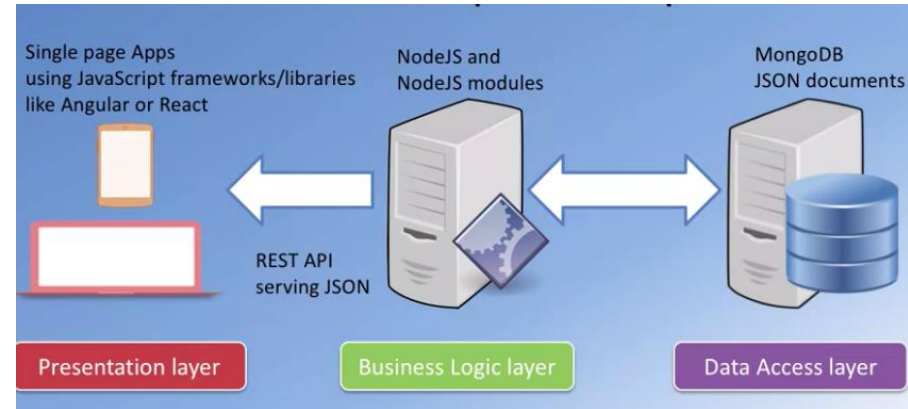 Single page Apps
using JavaScript frameworks/libraries
like Angular or React
NodeJS and
NodeJS modules
MongoDB
JSON documents
REST API
serving JSON
Presentation layer
Business Logic layer
Data Access layer